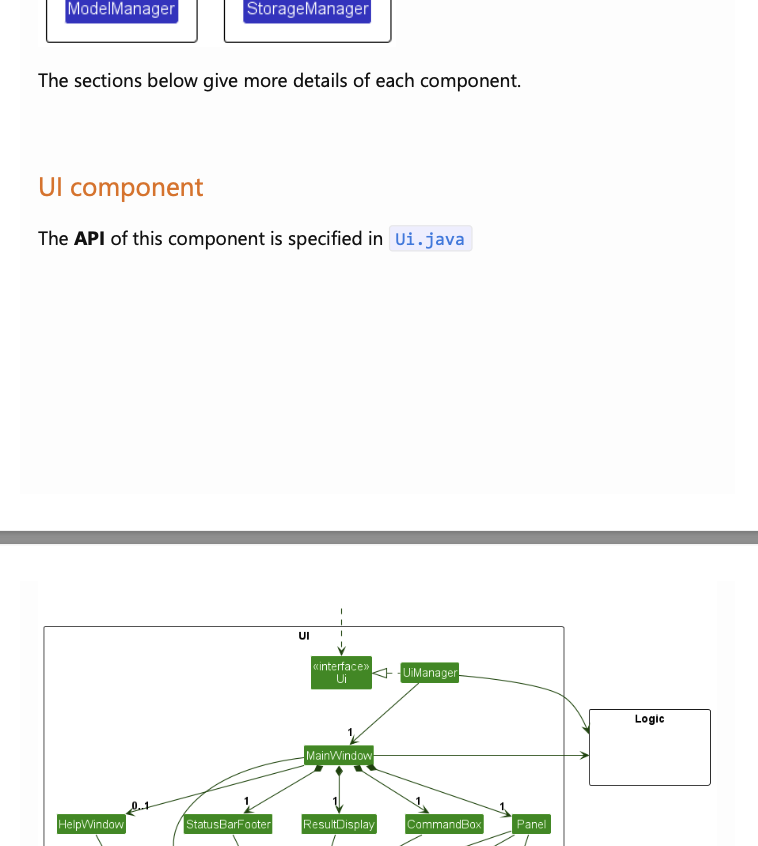 ModelManager
StorageManager
The sections below give more details of each component.
UI component
The API of this component is specified in Ui.java
UI
«interface»
Ui
UiManager
Logic
1
MainWindow
0..1
1
1
1
1
HelpWindow
StatusBarFooter
ResultDisplay
CommandBox
Panel